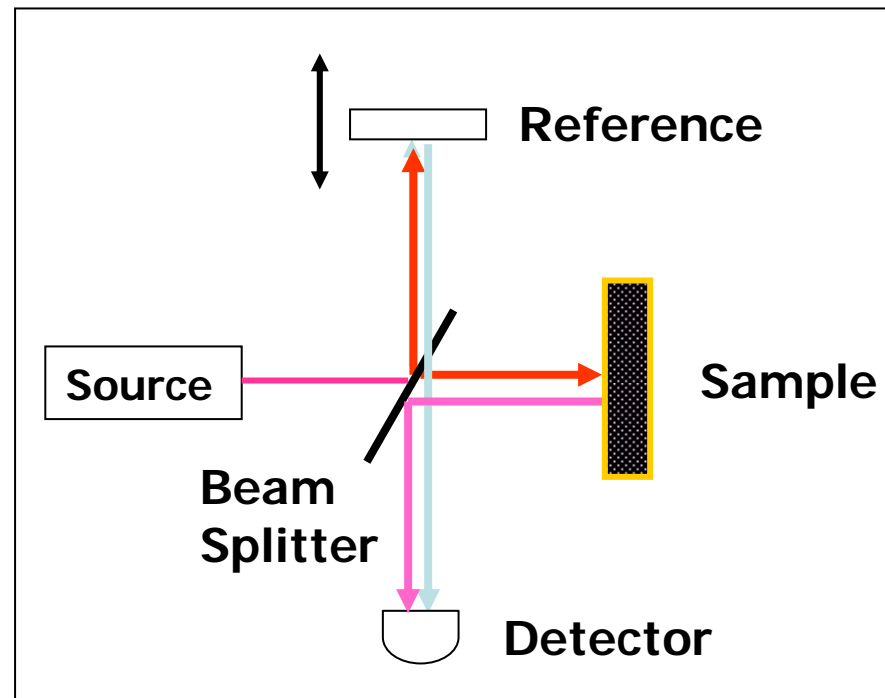 Reference
Source
Sample
Beam
Splitter
Detector